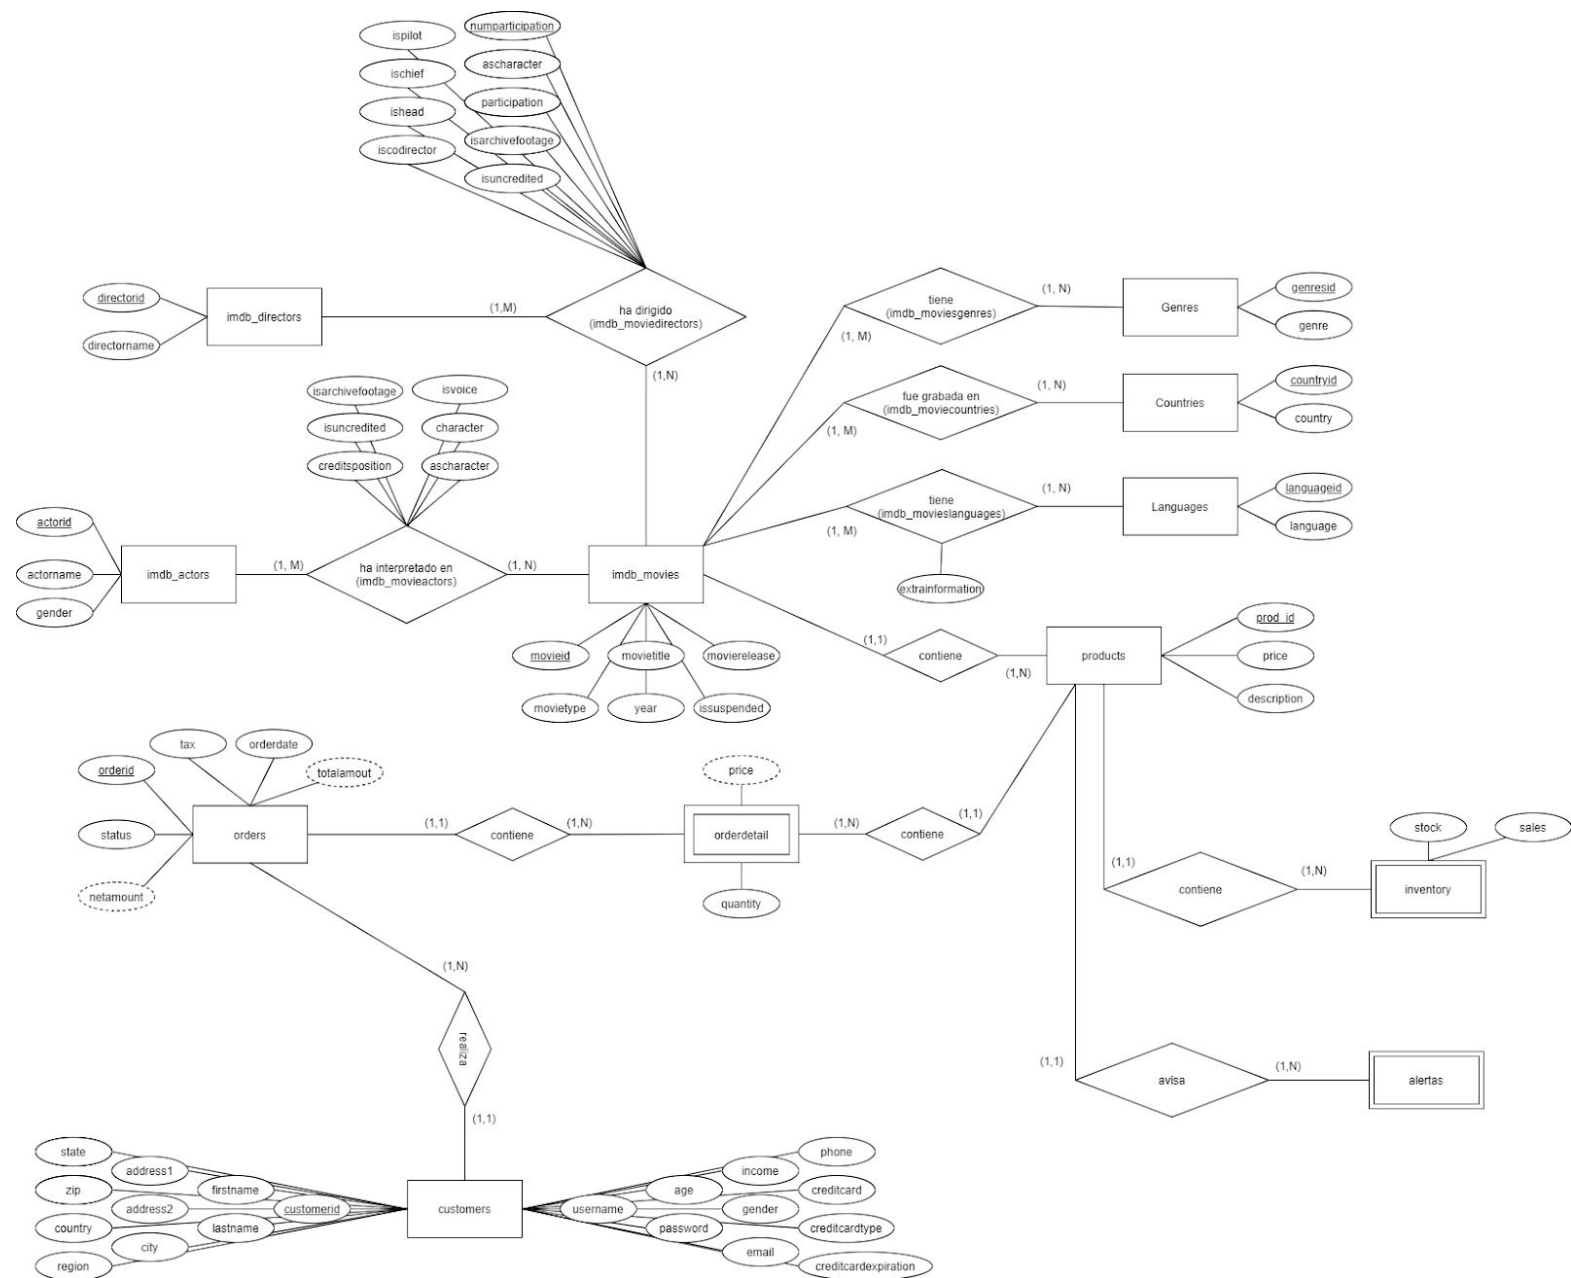 ispilot
numparticipation
ischief
ascharacter
ishead
participation
iscodirector
isarchivefootage
isuncredited
directorid
directorname
imdb_directors
(1,M)
ha dirigido
(imdb_moviedirectors)
(1,N)
tiene
(imdb_moviesgenres)
(1, M)
(1, N)
Genres
genresid
genre
fue grabada en
(imdb_moviecountries)
(1, M)
(1, N)
Countries
countryid
country
tiene
(imdb_movieslanguages)
(1, M)
(1, N)
Languages
languageid
language
extrainformation
isarchivefootage
isvoice
isuncredited
character
creditsposition
ascharacter
actorid
actorname
gender
imdb_actors
(1, M)
ha interpretado en
(imdb_movieactors)
(1, N)
imdb_movies
movieid
movietitle
movierelease
movietype
year
issuspended
(1,1)
contiene
(1,N)
products
prod_id
price
description
tax
orderdate
orderid
totalamout
status
netamount
orders
(1,1)
contiene
(1,N)
price
orderdetail
quantity
(1,N)
contiene
(1,1)
(1,1)
contiene
(1,N)
stock
sales
inventory
(1,1)
avisa
(1,N)
alertas
(1,N)
realiza
(1,1)
customers
state
address1
zip
firstname
address2
customerid
country
lastname
city
region
phone
income
age
creditcard
username
gender
password
creditcardtype
email
creditcardexpiration